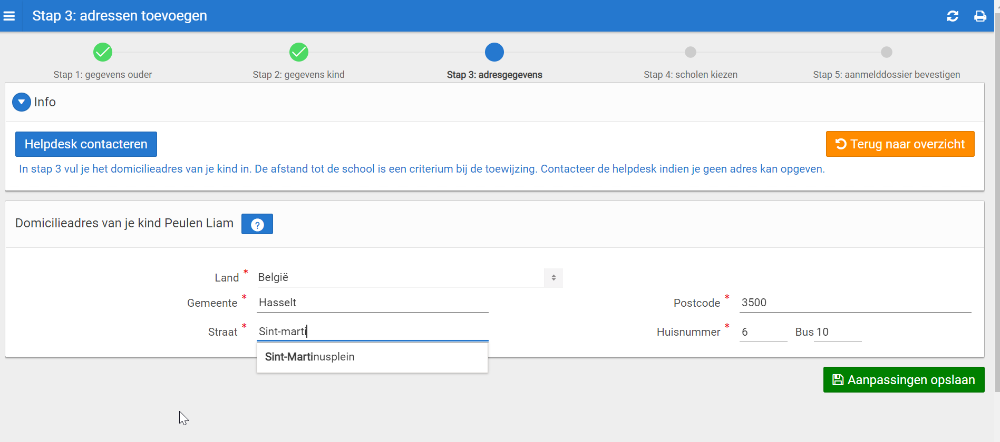 Stap 3: adressen toevoegen
Stap 1: gegevens ouder
Stap 2: gegevens kind
Stap 3: adresgegevens
Stap 4: scholen kiezen
Stap 5: aanmelddossier bevestigen
Info
Helpdesk contacteren
Terug naar overzicht
In stap 3 vul je het domicilieadres van je kind in. De afstand tot de school is een criterium bij de toewijzing. Contacteer de helpdesk indien je geen adres kan opgeven.
Domicilieadres van je kind Peulen Liam ?
Land * België
Gemeente * Hasselt
Postcode * 3500
Straat * Sint-marti
Huisnummer * 6 Bus 10
Sint-Martinusplein
Aanpassingen opslaan